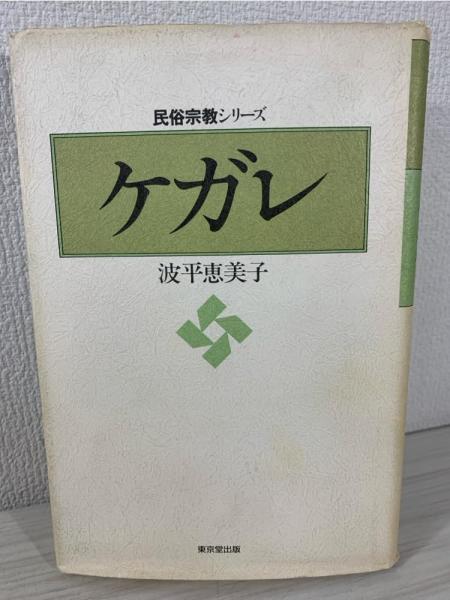 民俗宗教シリーズ
ケガレ
波平恵美子
東京堂出版